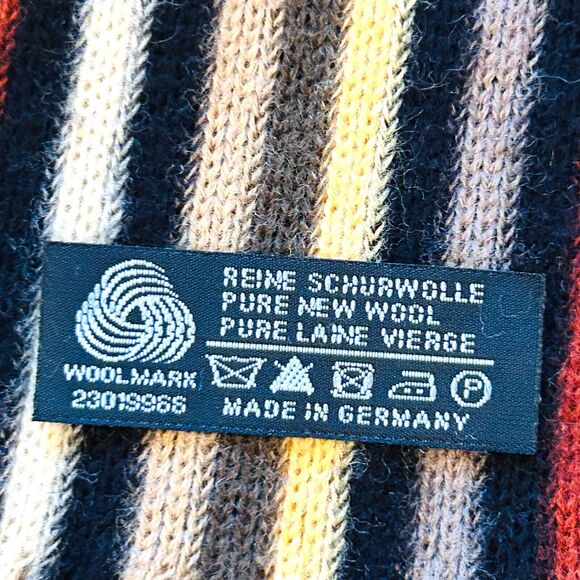 REINE SCHURWOLLE
PURE NEW WOOL
PURE LAINE VIERGE
WOOLMARK
23019966
P
MADE IN GERMANY